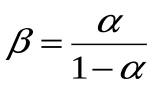 β = α / (1 − α)